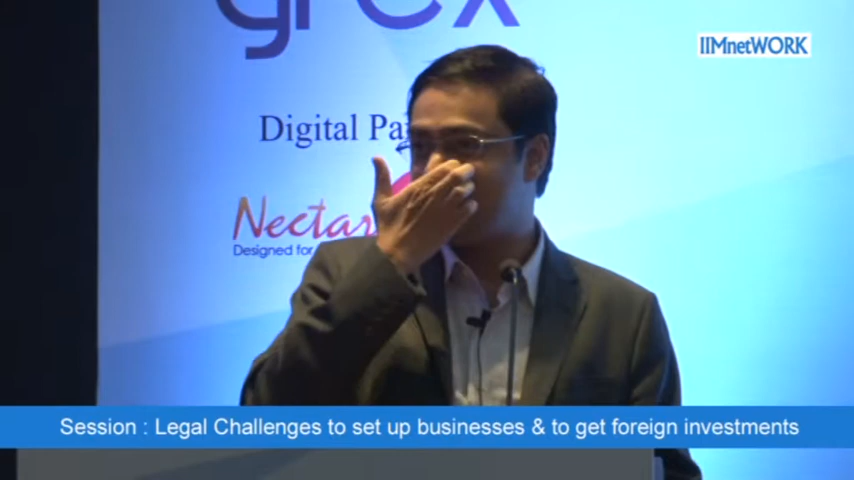 grex
IIMnetWORK
Digital Pa
Nectar
Designed for
Session : Legal Challenges to set up businesses & to get foreign investments